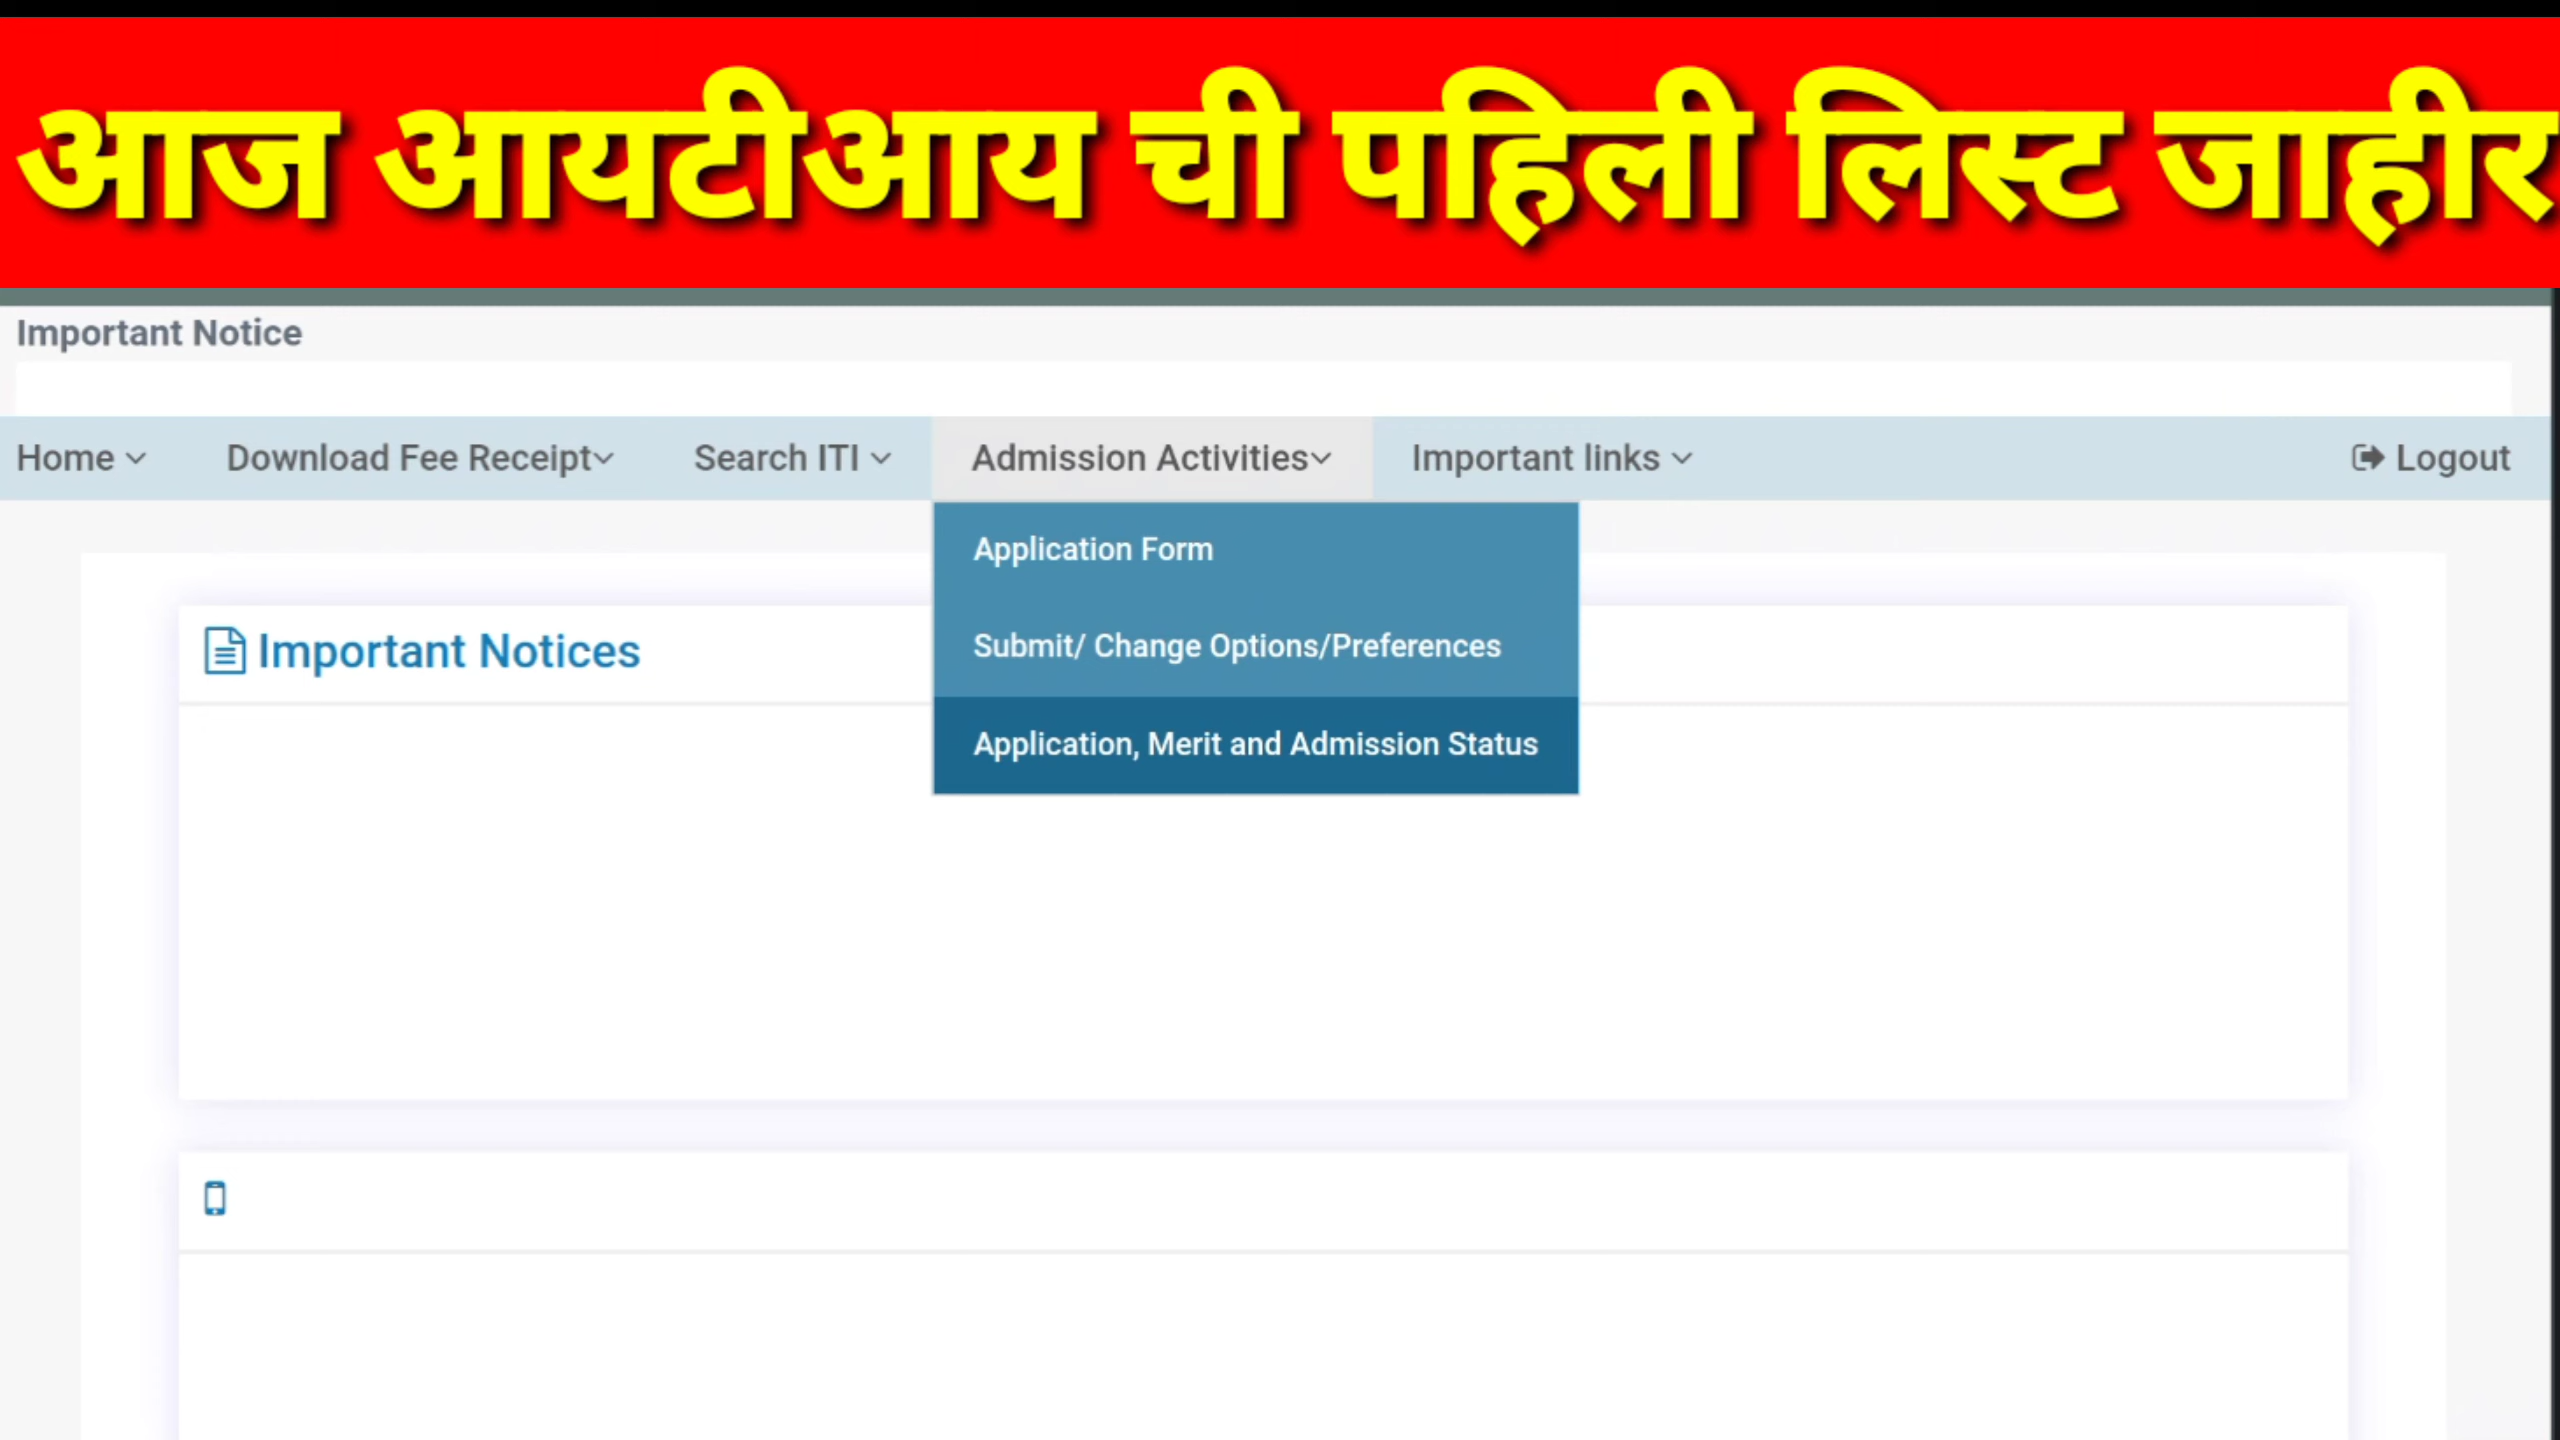 आज आयटीआय ची पहिली लिस्ट जाहीर
Important Notice
Home Download Fee Receipt Search ITI Admission Activities Important links Logout
Application Form
Submit/ Change Options/Preferences
Important Notices
Application, Merit and Admission Status